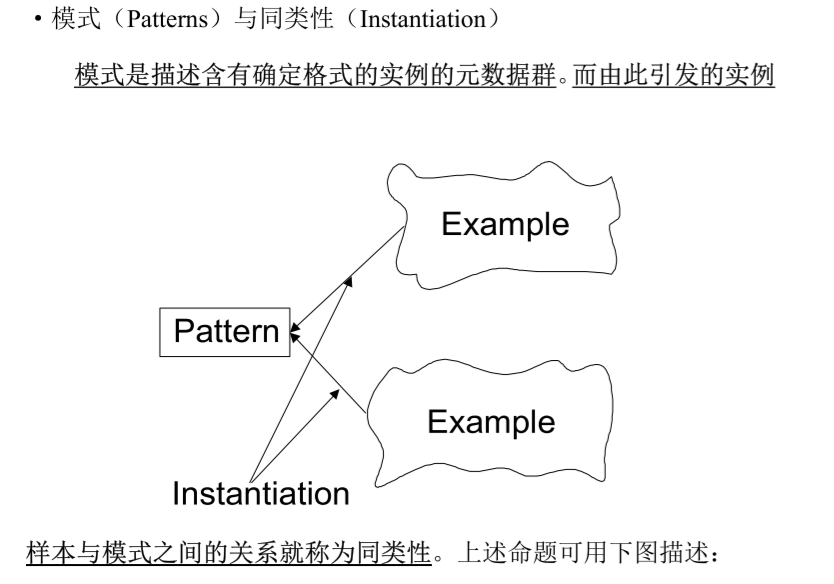 • 模式（Patterns）与同类性（Instantiation）
模式是描述含有确定格式的实例的元数据群。而由此引发的实例
Example
Pattern
Example
Instantiation
样本与模式之间的关系就称为同类性。上述命题可用下图描述：